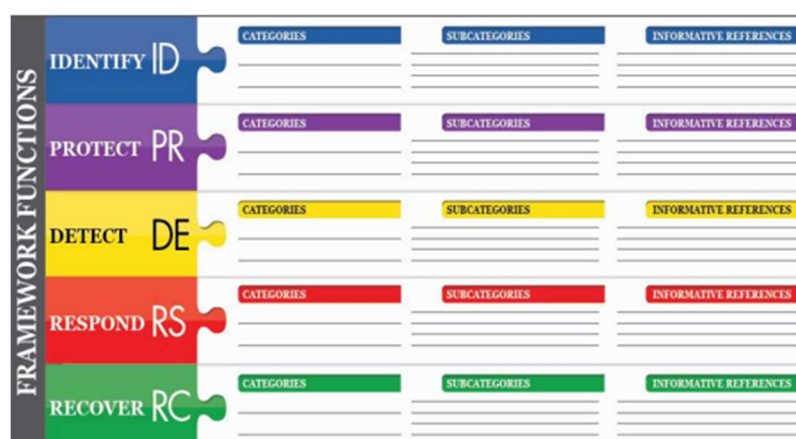 FRAMEWORK FUNCTIONS
IDENTIFY ID
CATEGORIES SUBCATEGORIES INFORMATIVE REFERENCES
PROTECT PR
CATEGORIES SUBCATEGORIES INFORMATIVE REFERENCES
DETECT DE
CATEGORIES SUBCATEGORIES INFORMATIVE REFERENCES
RESPOND RS
CATEGORIES SUBCATEGORIES INFORMATIVE REFERENCES
RECOVER RC
CATEGORIES SUBCATEGORIES INFORMATIVE REFERENCES